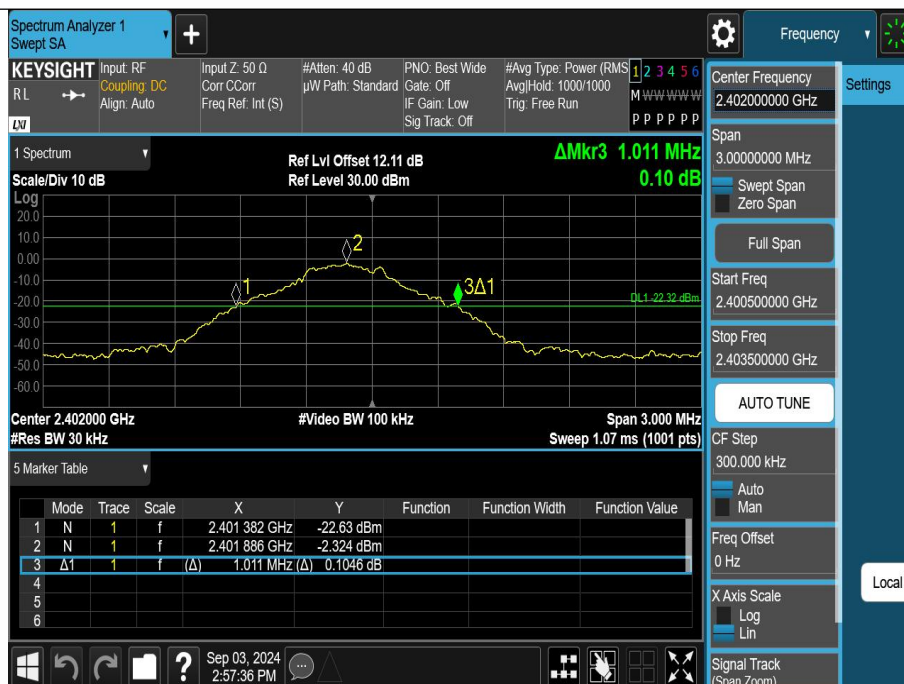 Spectrum Analyzer 1
Swept SA
+
Frequency
KEYSIGHT
RL
LXI
Input: RF
Coupling: DC
Align: Auto
Input Z: 50 Ω
Corr CCorr
Freq Ref: Int (S)
#Atten: 40 dB
µW Path: Standard
PNO: Best Wide
Gate: Off
IF Gain: Low
Sig Track: Off
#Avg Type: Power (RMS
Avg|Hold: 1000/1000
Trig: Free Run
1 2 3 4 5 6
M W W W W W
P P P P P P
1 Spectrum
Scale/Div 10 dB
Ref Lvl Offset 12.11 dB
Ref Level 30.00 dBm
ΔMkr3 1.011 MHz
0.10 dB
Log
20.0
10.0
0.00
-10.0
-20.0
-30.0
-40.0
-50.0
-60.0
1
2
3Δ1
DL1 -22.32 dBm
Center 2.402000 GHz
#Res BW 30 kHz
#Video BW 100 kHz
Span 3.000 MHz
Sweep 1.07 ms (1001 pts)
5 Marker Table
Mode Trace Scale X Y Function Function Width Function Value
1 N 1 f 2.401 382 GHz -22.63 dBm
2 N 1 f 2.401 886 GHz -2.324 dBm
3 Δ1 1 f (Δ) 1.011 MHz (Δ) 0.1046 dB
4
5
6
?
Sep 03, 2024
2:57:36 PM
Center Frequency
2.402000000 GHz
Span
3.00000000 MHz
Swept Span
Zero Span
Full Span
Start Freq
2.400500000 GHz
Stop Freq
2.403500000 GHz
AUTO TUNE
CF Step
300.000 kHz
Auto
Man
Freq Offset
0 Hz
X Axis Scale
Log
Lin
Signal Track
(Span Zoom)
Settings
Local